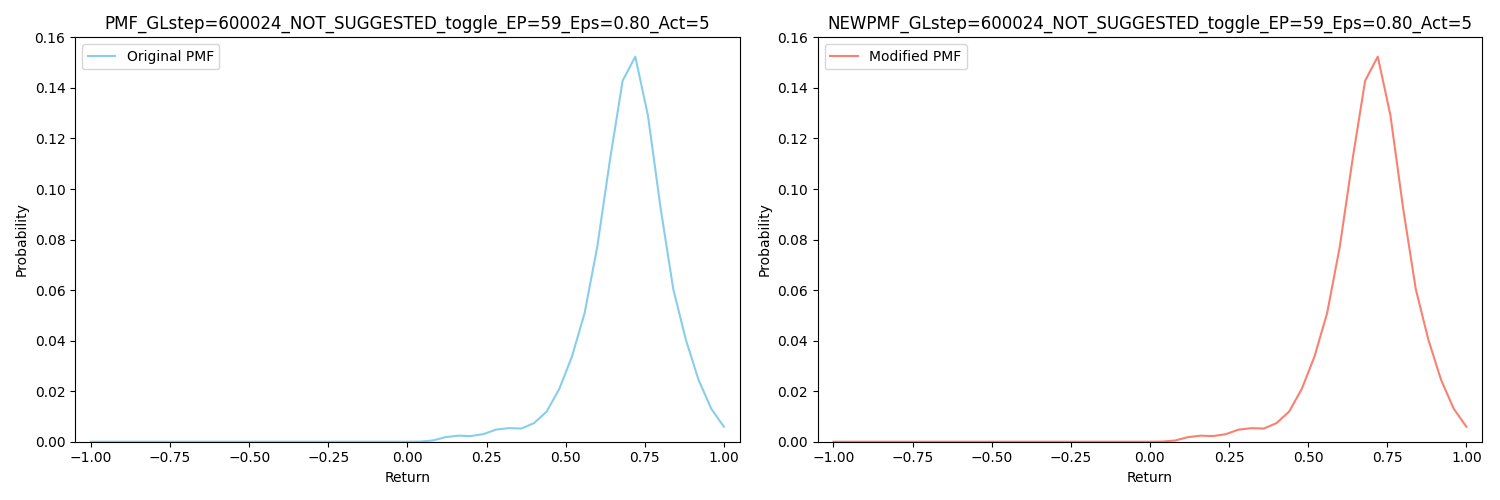 PMF_GLstep=600024_NOT_SUGGESTED_toggle_EP=59_Eps=0.80_Act=5
Original PMF
0.16
0.14
0.12
0.10
0.08
0.06
0.04
0.02
0.00
Probability
−1.00 −0.75 −0.50 −0.25 0.00 0.25 0.50 0.75 1.00
Return
NEWPMF_GLstep=600024_NOT_SUGGESTED_toggle_EP=59_Eps=0.80_Act=5
Modified PMF
0.16
0.14
0.12
0.10
0.08
0.06
0.04
0.02
0.00
Probability
−1.00 −0.75 −0.50 −0.25 0.00 0.25 0.50 0.75 1.00
Return